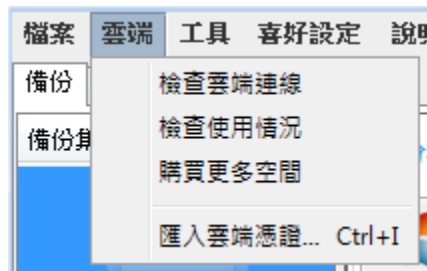 檔案 雲端 工具 喜好設定 說明
備份
檢查雲端連線
備份集
檢查使用情況
購買更多空間
匯入雲端憑證... Ctrl+I